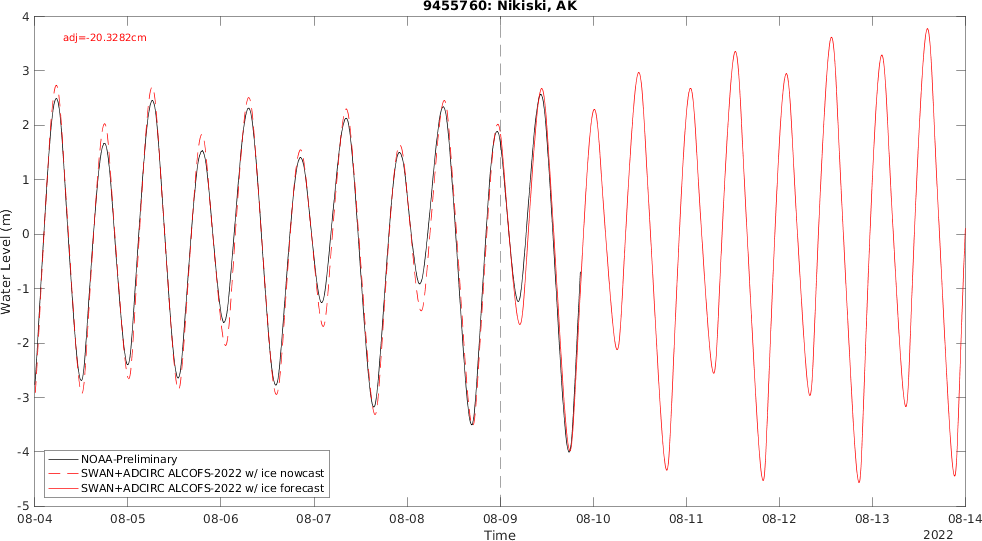 9455760: Nikiski, AK
adj=-20.3282cm
Water Level (m)
4
3
2
1
0
-1
-2
-3
-4
-5
NOAA-Preliminary
SWAN+ADCIRC ALCOFS-2022 w/ ice nowcast
SWAN+ADCIRC ALCOFS-2022 w/ ice forecast
08-04 08-05 08-06 08-07 08-08 08-09 08-10 08-11 08-12 08-13 08-14
Time
2022